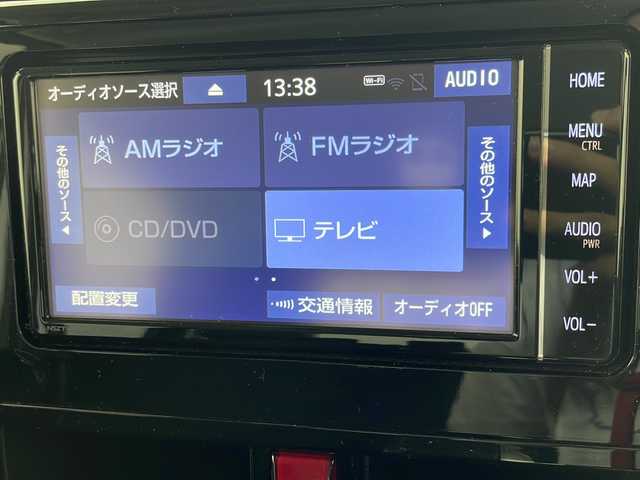 オーディオソース選択
13:38
Wi-Fi
AUDIO
その他のソース
AMラジオ
FMラジオ
その他のソース
CD/DVD
テレビ
配置変更
交通情報
オーディオOFF
HOME
MENU
CTRL
MAP
AUDIO
PWR
VOL+
VOL−